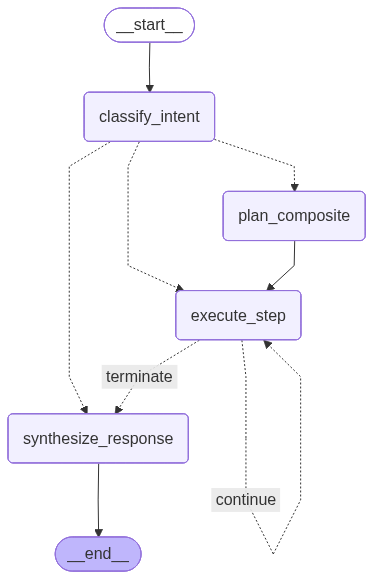 __start__
classify_intent
plan_composite
execute_step
terminate
synthesize_response
continue
__end__